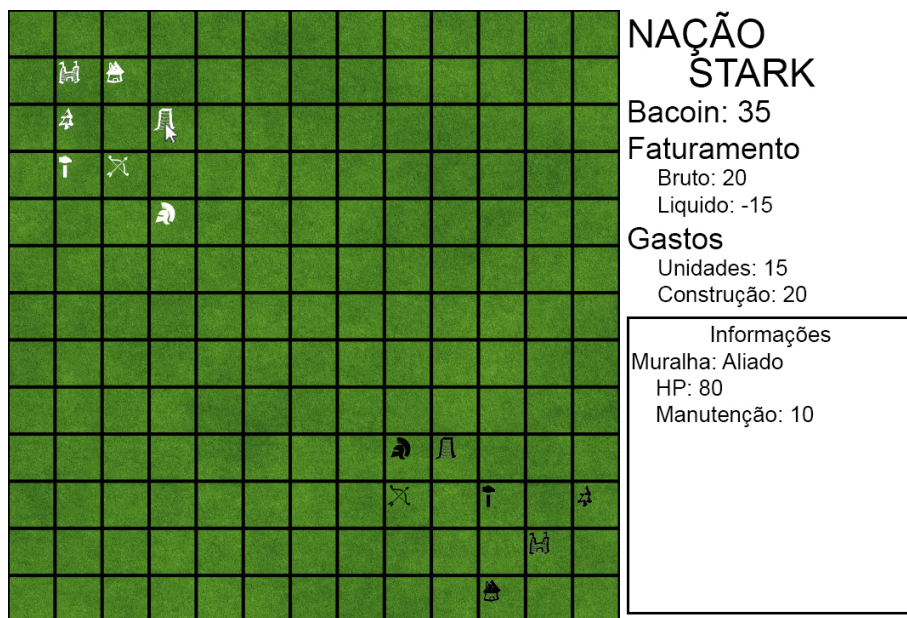 NAÇÃO
STARK
Bacoin: 35
Faturamento
Bruto: 20
Liquido: -15
Gastos
Unidades: 15
Construção: 20
Informações
Muralha: Aliado
HP: 80
Manutenção: 10